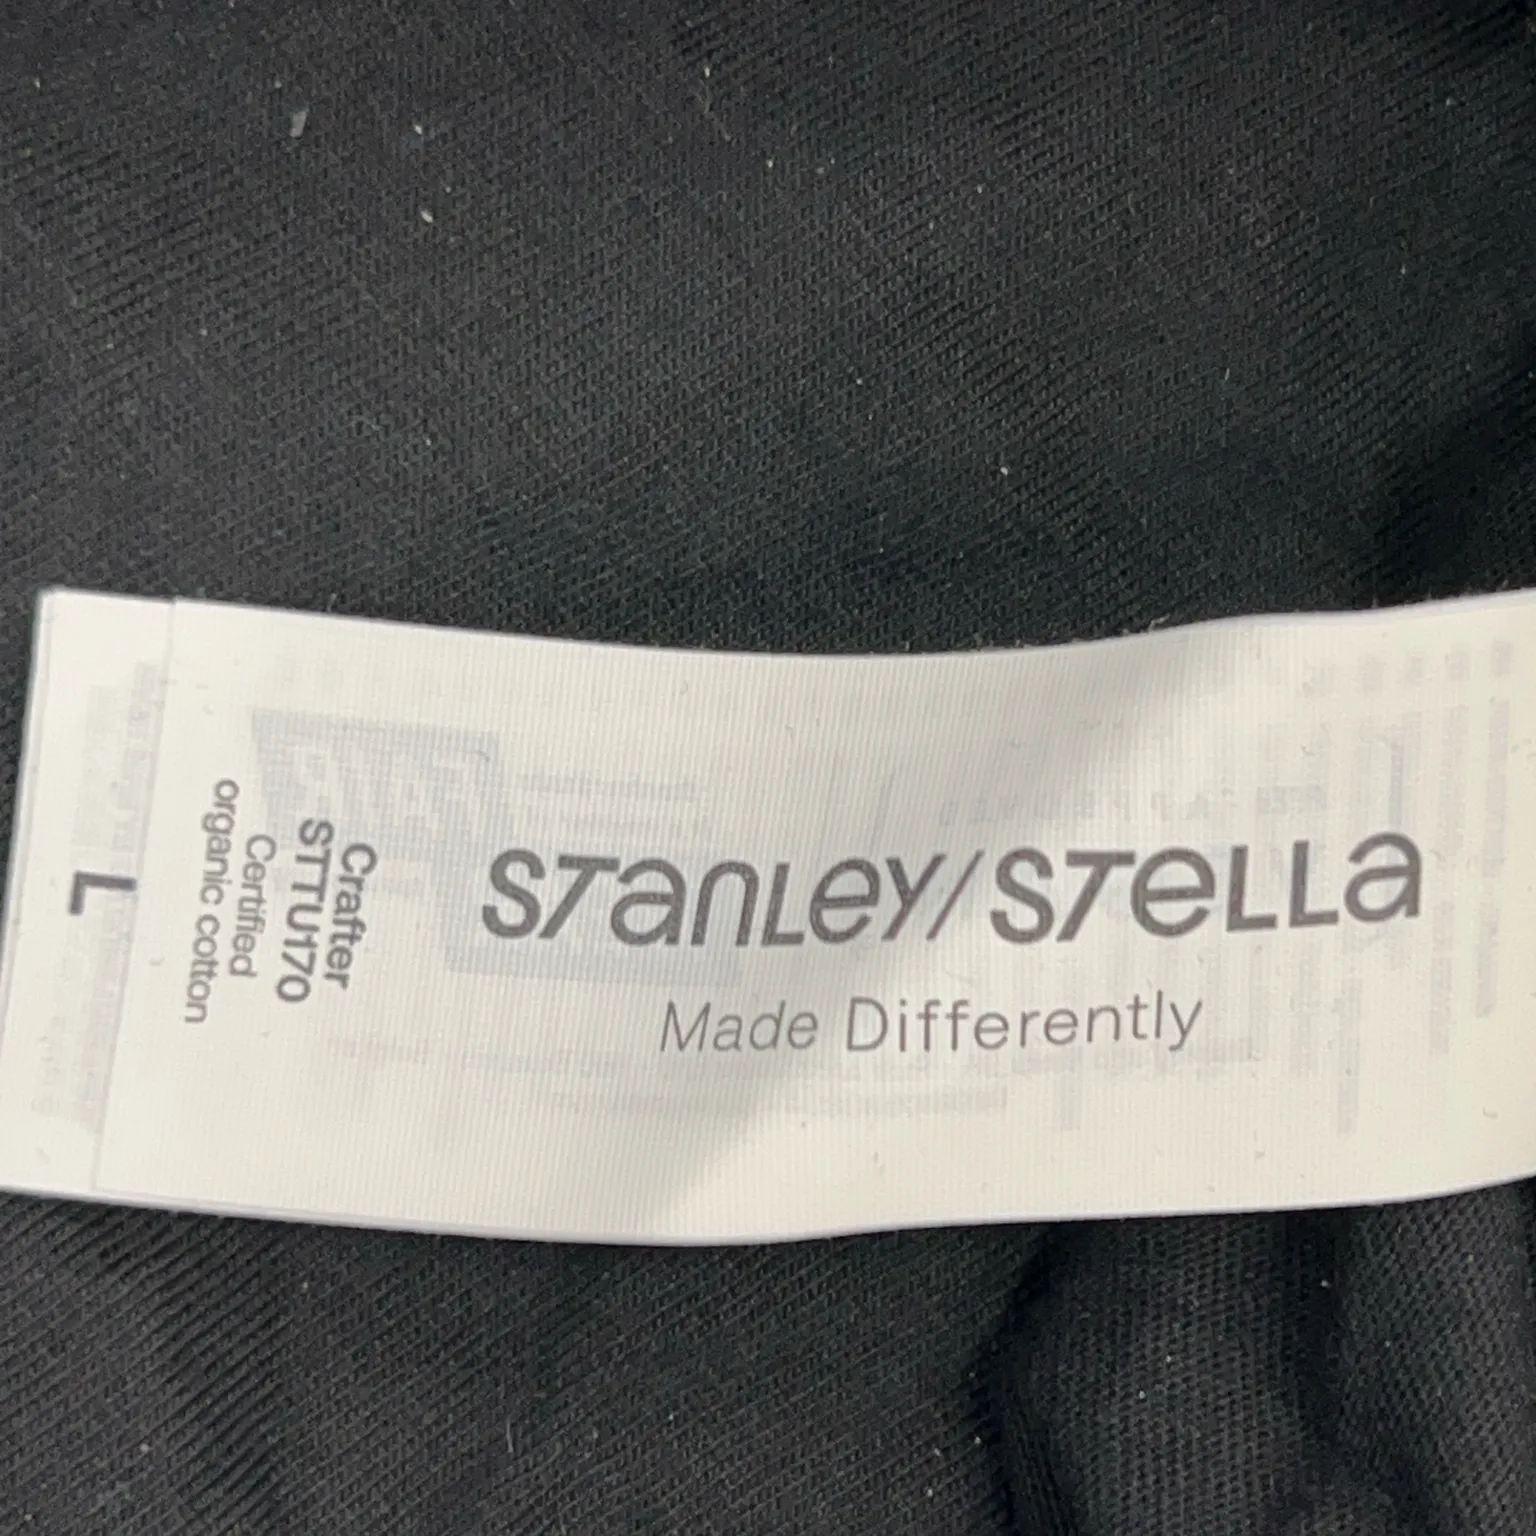 STANLEY/STELLA
Made Differently
Crafter
STTU170
Certified
organic cotton
L